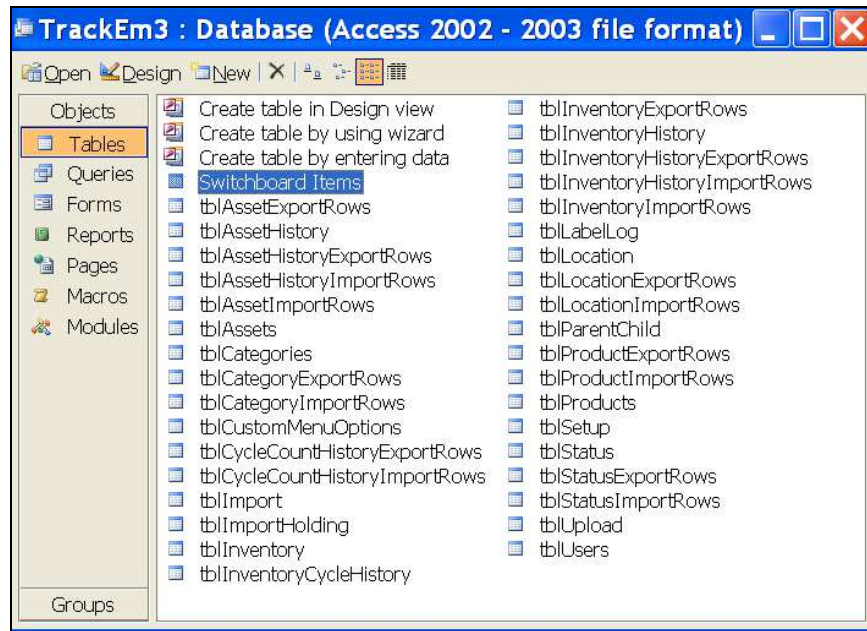 TrackEm3 : Database (Access 2002 - 2003 file format)
Open Design New
Objects
Tables
Queries
Forms
Reports
Pages
Macros
Modules
Groups
Create table in Design view
Create table by using wizard
Create table by entering data
Switchboard Items
tblAssetExportRows
tblAssetHistory
tblAssetHistoryExportRows
tblAssetHistoryImportRows
tblAssetImportRows
tblAssets
tblCategories
tblCategoryExportRows
tblCategoryImportRows
tblCustomMenuOptions
tblCycleCountHistoryExportRows
tblCycleCountHistoryImportRows
tblImport
tblImportHolding
tblInventory
tblInventoryCycleHistory
tblInventoryExportRows
tblInventoryHistory
tblInventoryHistoryExportRows
tblInventoryHistoryImportRows
tblInventoryImportRows
tblLabelLog
tblLocation
tblLocationExportRows
tblLocationImportRows
tblParentChild
tblProductExportRows
tblProductImportRows
tblProducts
tblSetup
tblStatus
tblStatusExportRows
tblStatusImportRows
tblUpload
tblUsers